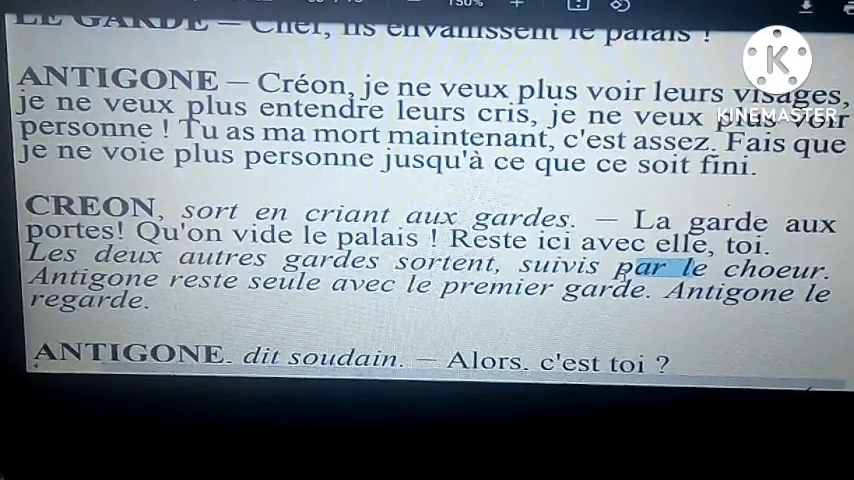 150%
LE GARDE – Chef, ils envahissent le palais !
K
KINEMASTER
ANTIGONE – Créon, je ne veux plus voir leurs visages,
je ne veux plus entendre leurs cris, je ne veux plus voir
personne ! Tu as ma mort maintenant, c'est assez. Fais que
je ne voie plus personne jusqu'à ce que ce soit fini.
CREON, sort en criant aux gardes. – La garde aux
portes! Qu'on vide le palais ! Reste ici avec elle, toi.
Les deux autres gardes sortent, suivis par le choeur.
Antigone reste seule avec le premier garde. Antigone le
regarde.
ANTIGONE. dit soudain. – Alors. c'est toi ?